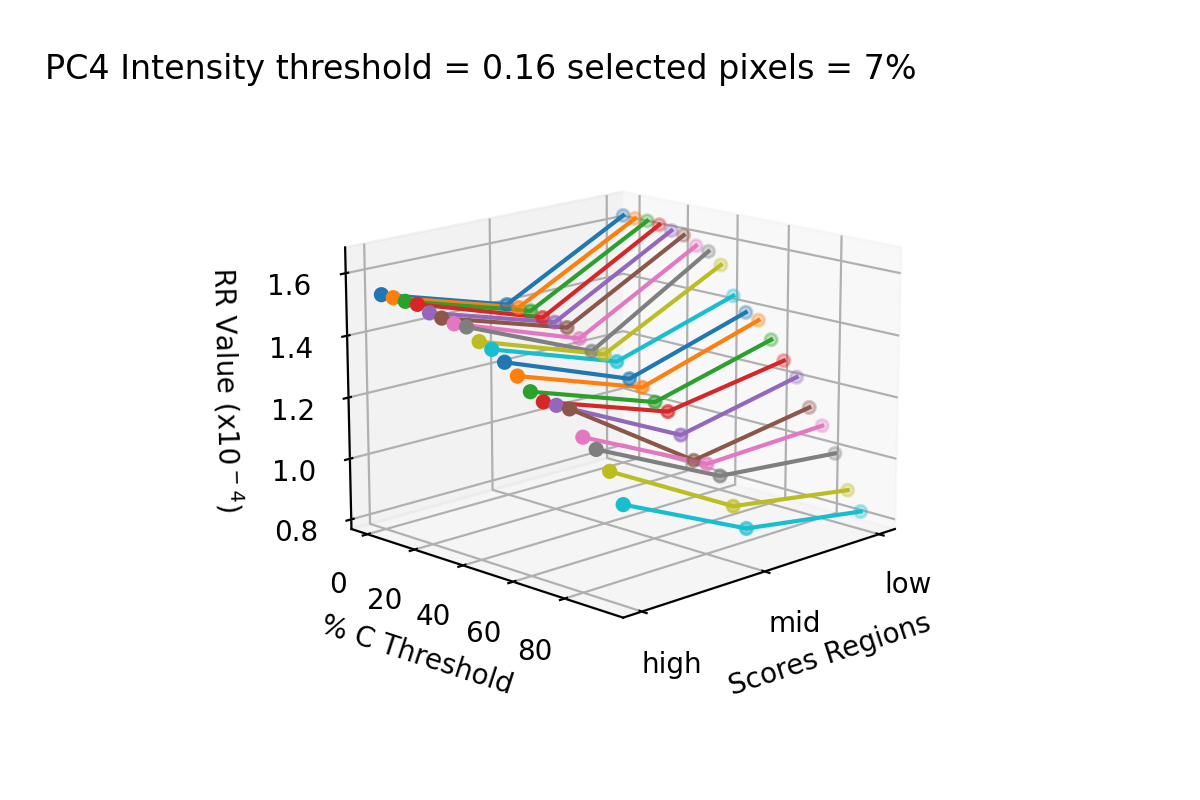 PC4 Intensity threshold = 0.16 selected pixels = 7%
RR Value (x10⁻⁴)
1.6
1.4
1.2
1.0
0.8
0
20
40
60
80
% C Threshold
high
mid
low
Scores Regions